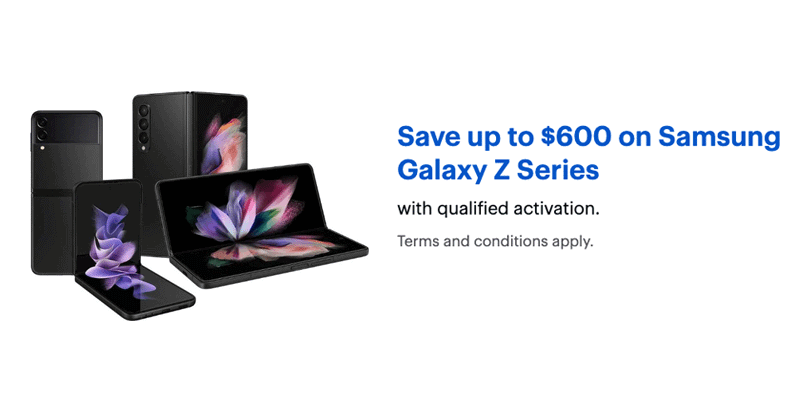 Save up to $600 on Samsung
Galaxy Z Series
with qualified activation.
Terms and conditions apply.